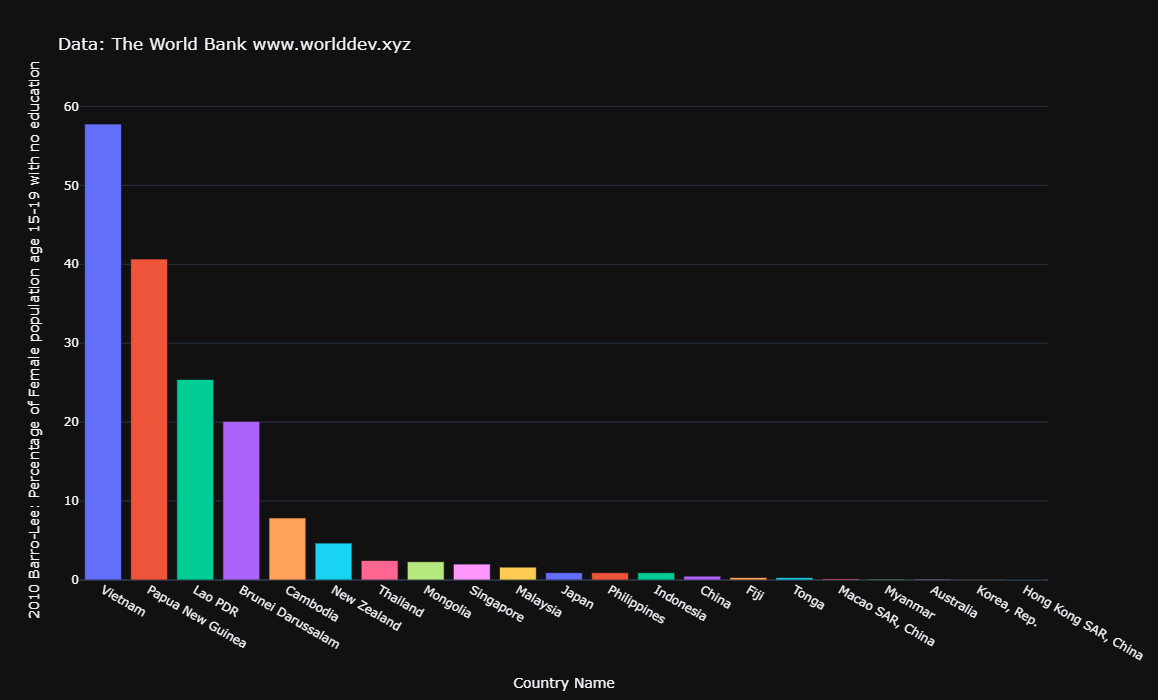 Data: The World Bank www.worlddev.xyz
2010 Barro-Lee: Percentage of Female population age 15-19 with no education
60
50
40
30
20
10
0
Vietnam
Papua New Guinea
Lao PDR
Brunei Darussalam
Cambodia
New Zealand
Thailand
Mongolia
Singapore
Malaysia
Japan
Philippines
Indonesia
China
Fiji
Tonga
Macao SAR, China
Myanmar
Australia
Korea, Rep.
Hong Kong SAR, China
Country Name